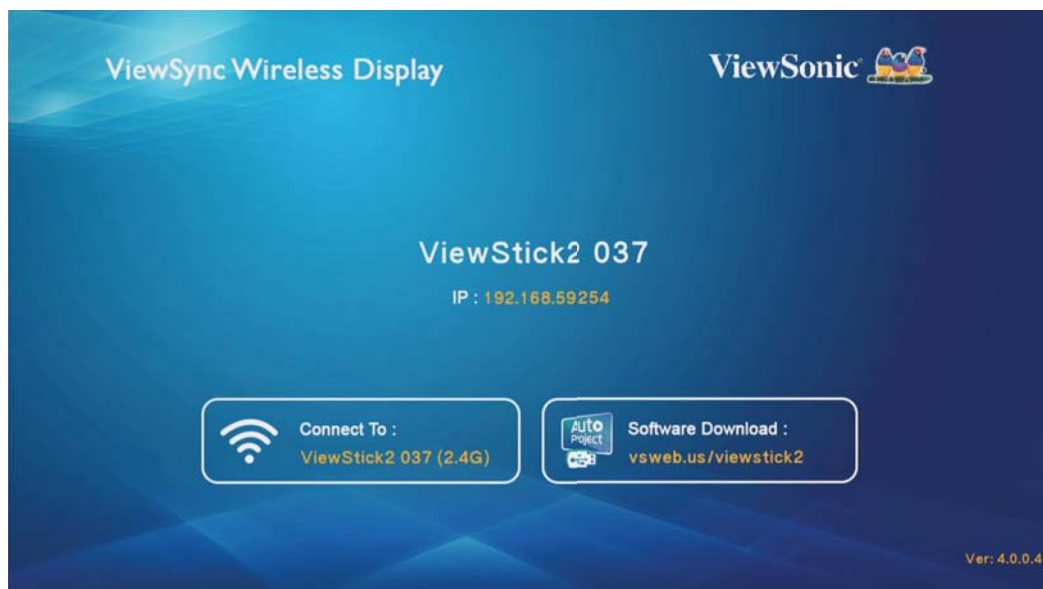 ViewSync Wireless Display
ViewSonic®
ViewStick2 037
IP : 192.168.59254
Connect To :
ViewStick2 037 (2.4G)
AUto
Poject
Software Download :
vsweb.us/viewstick2
Ver: 4.0.0.4